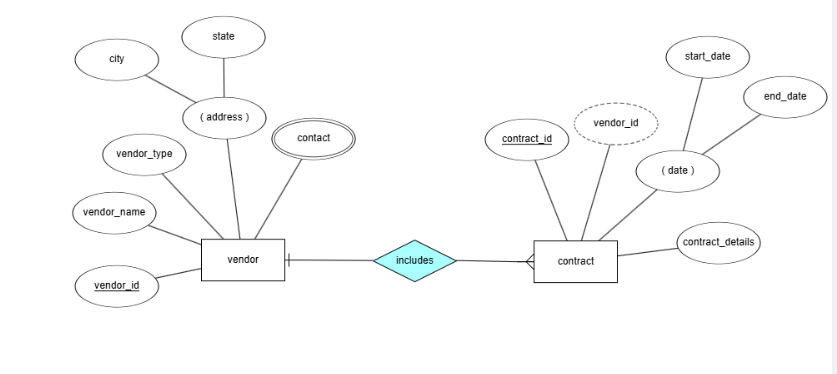 state
city
start_date
end_date
( address )
vendor_id
contact
contract_id
vendor_type
( date )
vendor_name
contract_details
vendor
includes
contract
vendor_id